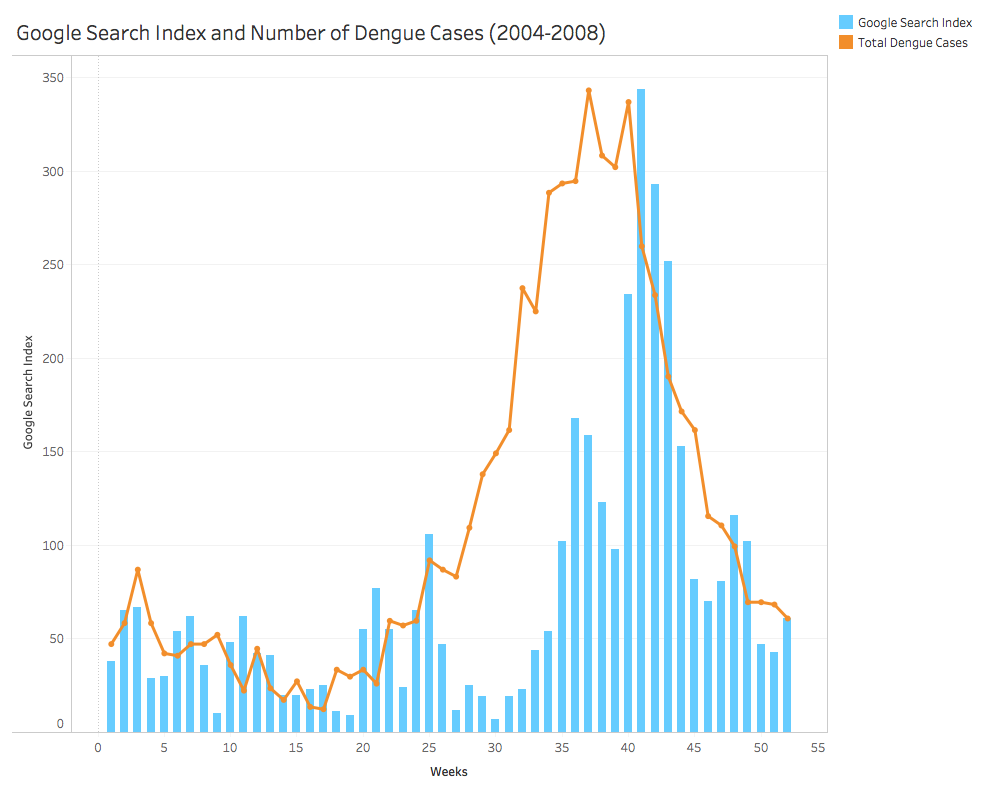 Google Search Index and Number of Dengue Cases (2004-2008)
Google Search Index
Total Dengue Cases
350
300
250
200
150
100
50
0
Google Search Index
0 5 10 15 20 25 30 35 40 45 50 55
Weeks